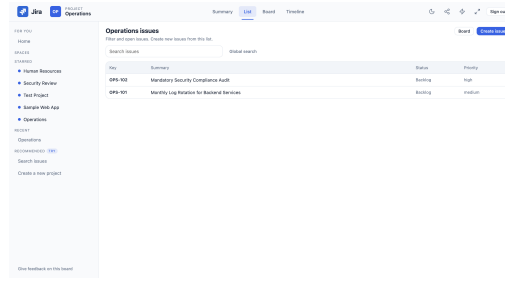 Jira
OP
PROJECT
Operations
Summary List Board Timeline
Sign ou
FOR YOU
Home
SPACES
STARRED
Human Resources
Security Review
Test Project
Sample Web App
Operations
RECENT
Operations
RECOMMENDED TRY
Search issues
Create a new project
Give feedback on this board
Operations issues
Filter and open issues. Create new issues from this list.
Board Create issue
Search issues Global search
Key Summary Status Priority
OPS-102 Mandatory Security Compliance Audit Backlog high
OPS-101 Monthly Log Rotation for Backend Services Backlog medium